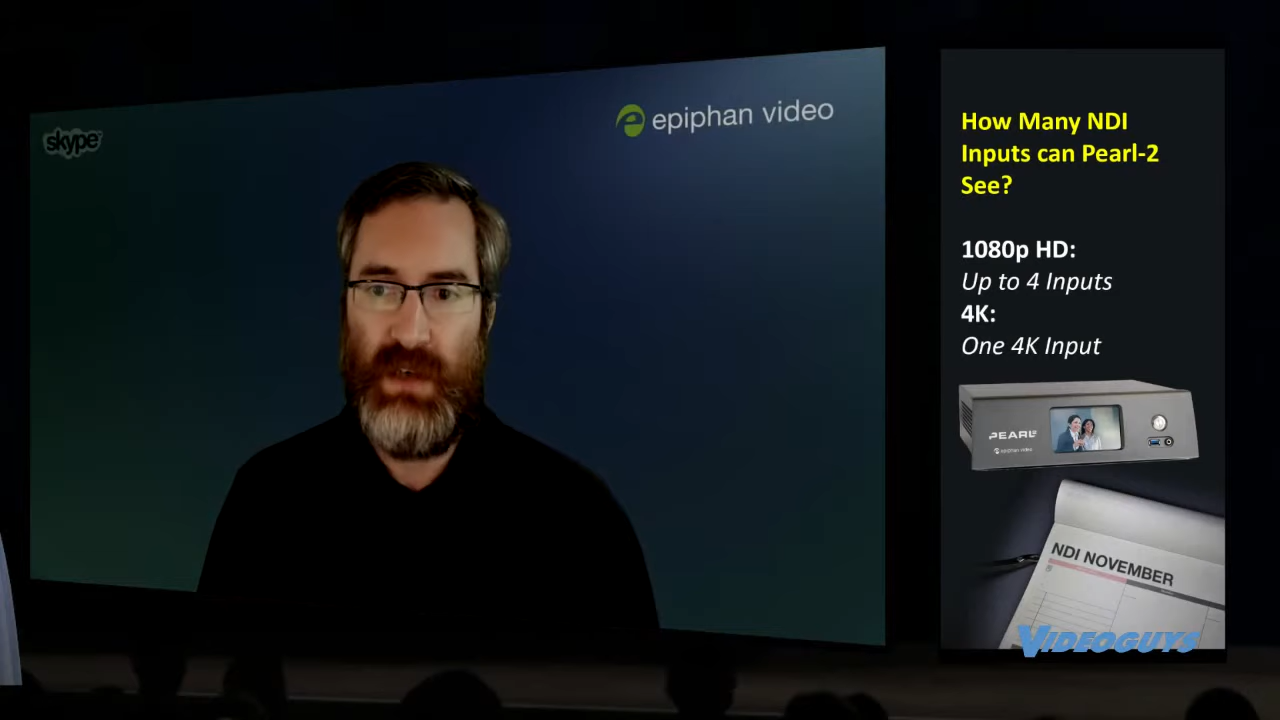 skype
epiphan video
How Many NDI
Inputs can Pearl-2
See?
1080p HD:
Up to 4 Inputs
4K:
One 4K Input
PEARL2
epiphan video
NDI NOVEMBER
VIDEOGUYS